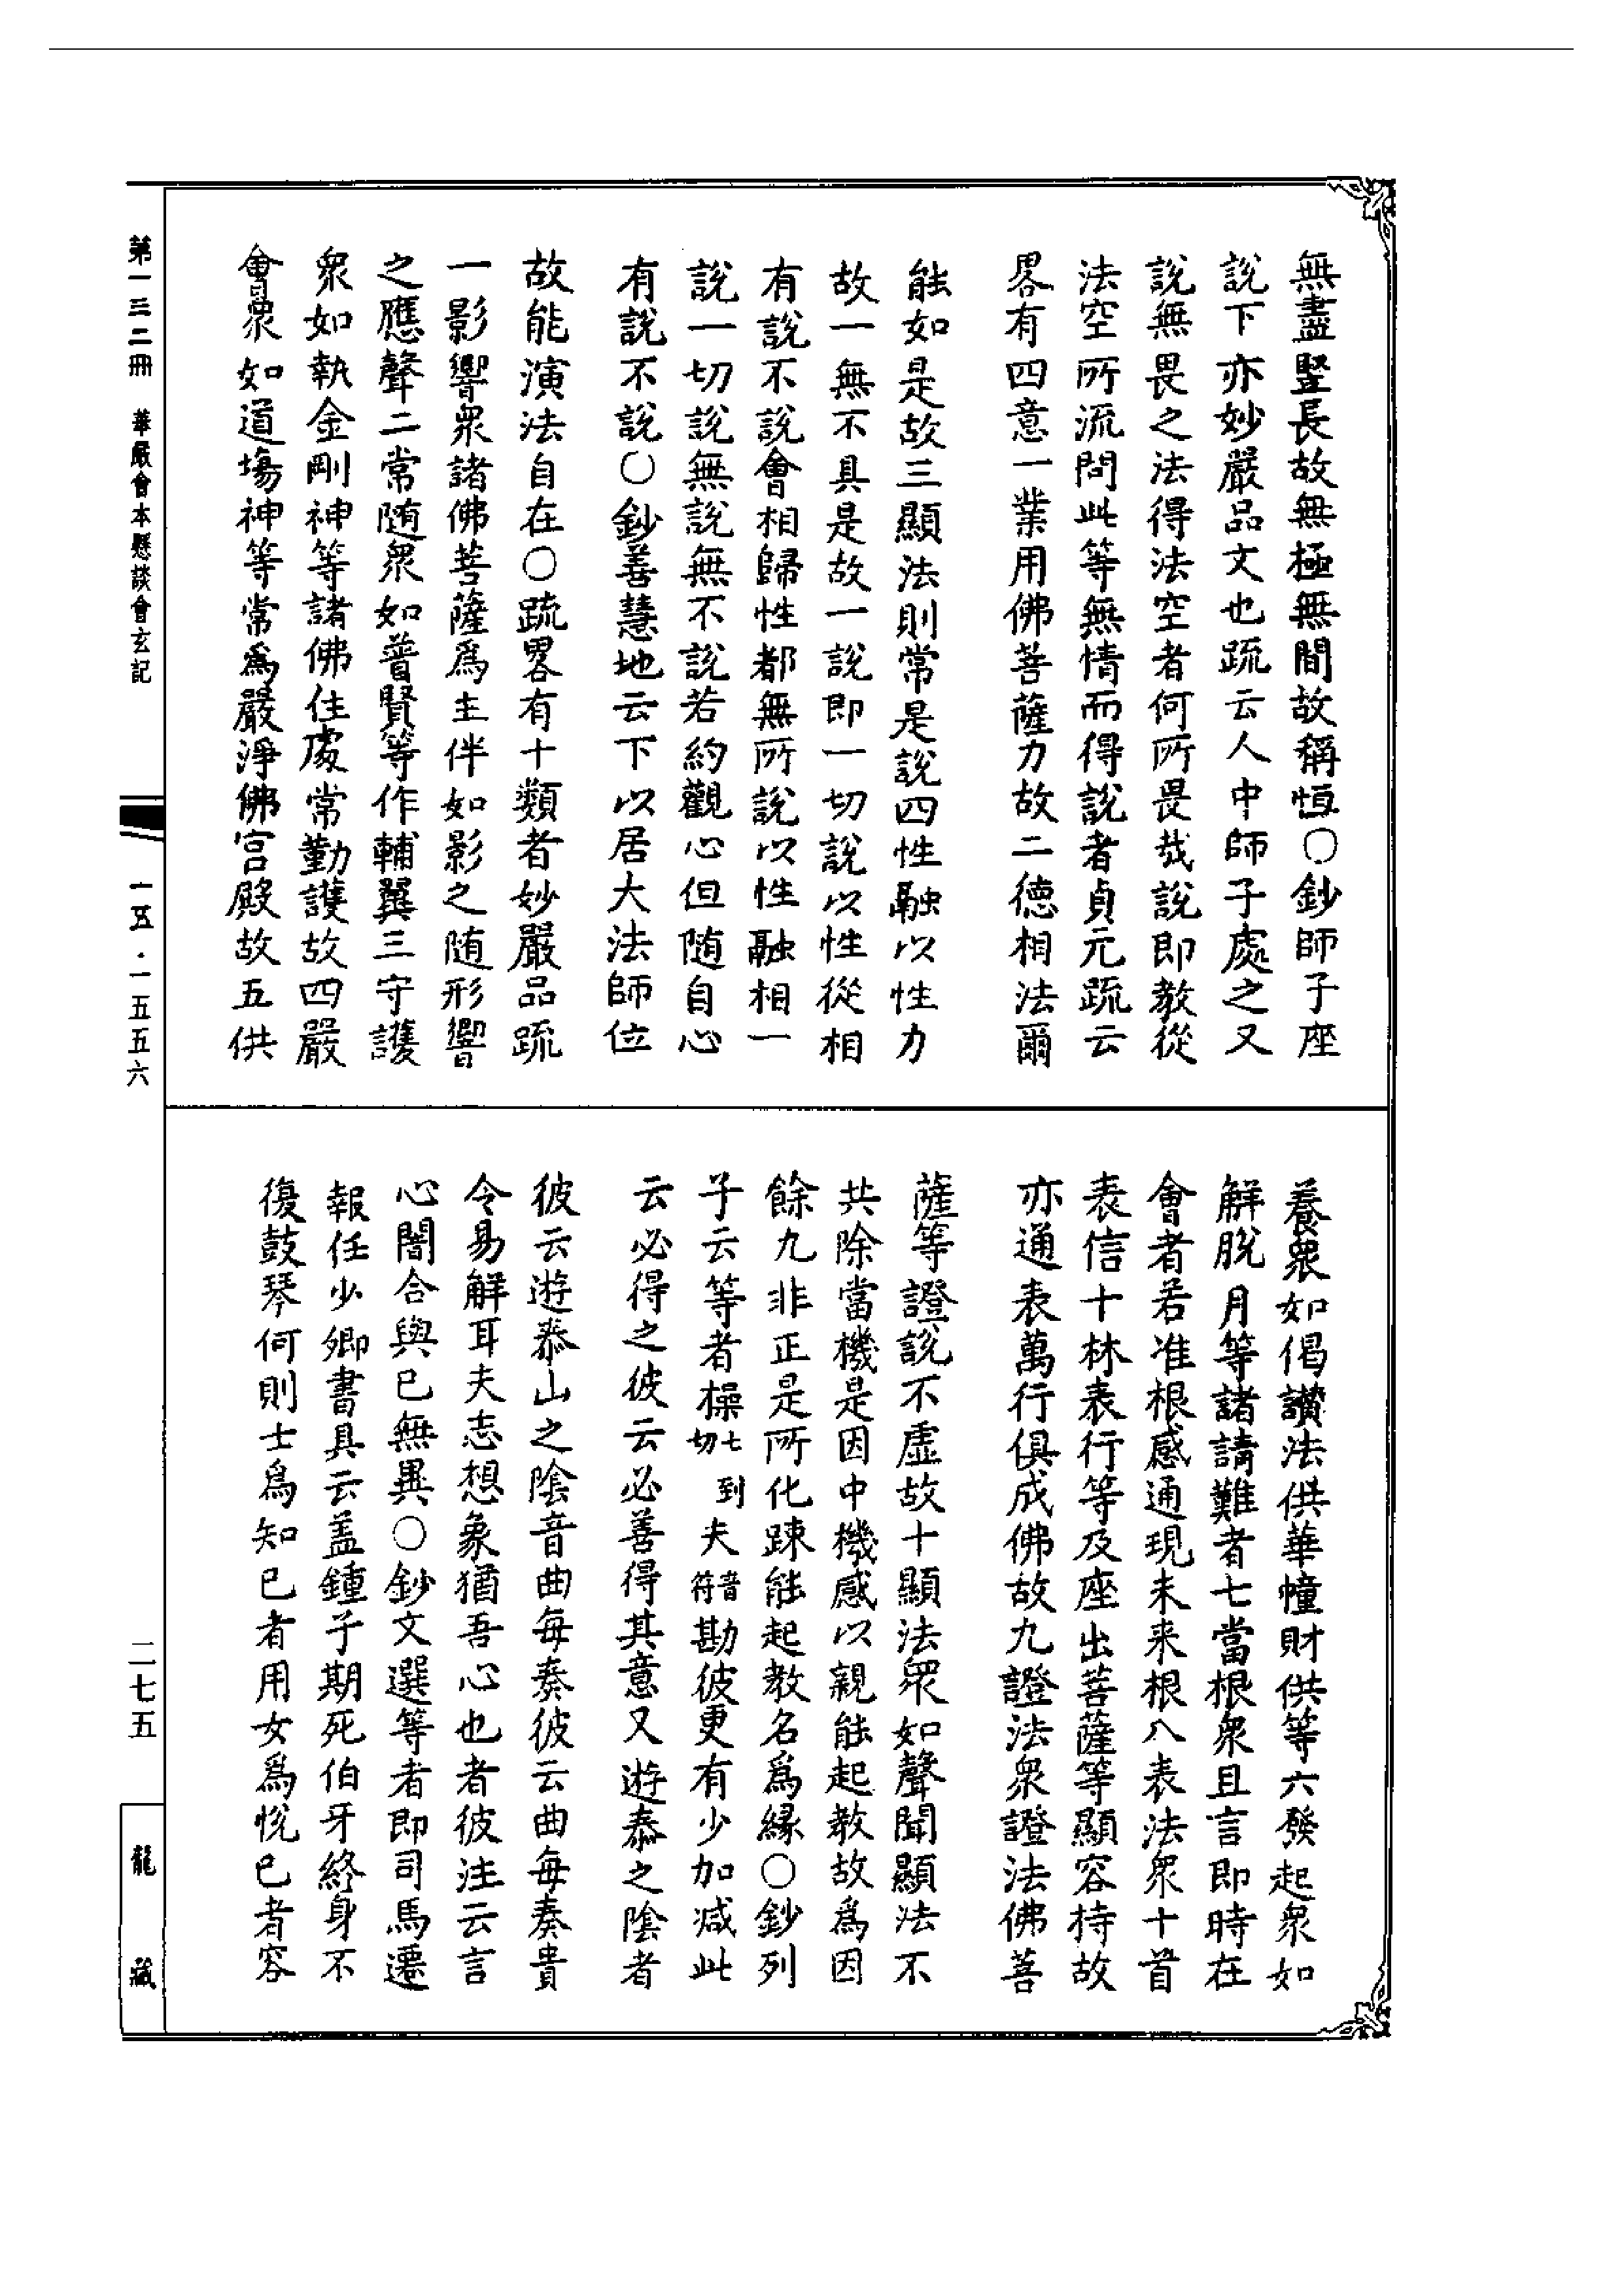 無盡豎長故無極無間故稱恒〇鈔師子座
說下亦妙嚴品文也疏云人中師子處之又
說無畏之法得法空者何所畏哉說即教從
法空所流問此等無情而得說者貞元疏云
畧有四意一業用佛菩薩力故二德相法爾
能如是故三顯法則常是說四性融以性力
故一無不具是故一說即一切說以性從相
有說不說會相歸性都無所說以性融相一
說一切說無說無不說若約觀心但随自心
有說不說〇鈔善慧地云下以居大法師位
故能演法自在〇疏畧有十類者妙嚴品疏
一影響衆諸佛菩薩爲主伴如影之随形響
之應聲二常随衆如普賢等作輔翼三守護
衆如執金剛神等諸佛住處常勤護故四嚴
會衆如道場神等常爲嚴淨佛宫殿故五供
養衆如偈讚法供華幢財供等六發起衆如
解脫月等諸請難者七當根衆且言即時在
會者若准根感通現未来根八表法衆十首
表信十林表行等及座出菩薩等顯容持故
亦通表萬行俱成佛故九證法衆證法佛菩
薩等證說不虛故十顯法衆如聲聞顯法不
共除當機是因中機感以親能起教故爲因
餘九非正是所化踈能起教名爲緣〇鈔列
子云等者橾七到切夫音符勘彼更有少加减此
云必得之彼云必善得其意又遊泰之陰者
彼云遊泰山之陰音曲每奏彼云曲每奏貴
令易解耳夫志想象猶吾心也者彼注云言
心闇合與已無異〇鈔文選等者即司馬遷
報任少卿書具云盖鍾子期死伯牙終身不
復鼓琴何則士爲知已者用女爲悅已者容
第一三二冊 華嚴會本懸談會玄記 一五·一五五六 二七五 龍藏